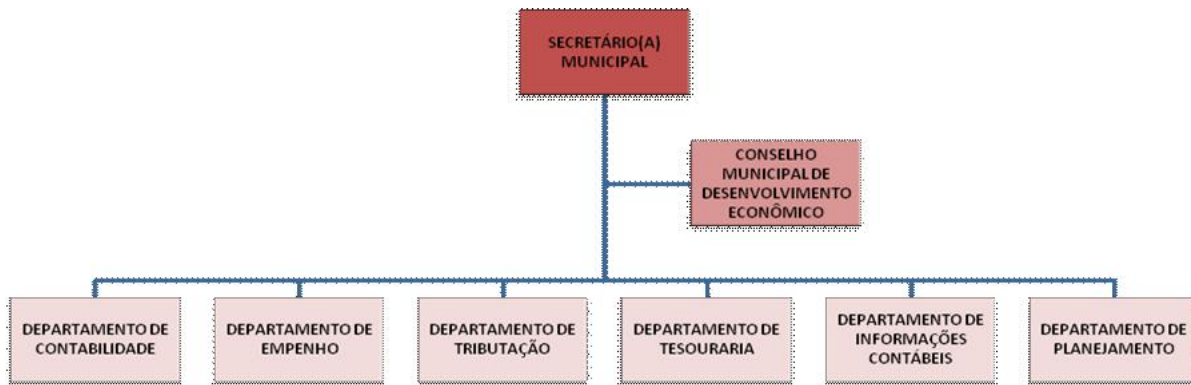 SECRETÁRIO(A)
MUNICIPAL
CONSELHO
MUNICIPAL DE
DESENVOLVIMENTO
ECONÔMICO
DEPARTAMENTO DE
CONTABILIDADE
DEPARTAMENTO DE
EMPENHO
DEPARTAMENTO DE
TRIBUTAÇÃO
DEPARTAMENTO DE
TESOURARIA
DEPARTAMENTO DE
INFORMAÇÕES
CONTÁBEIS
DEPARTAMENTO DE
PLANEJAMENTO